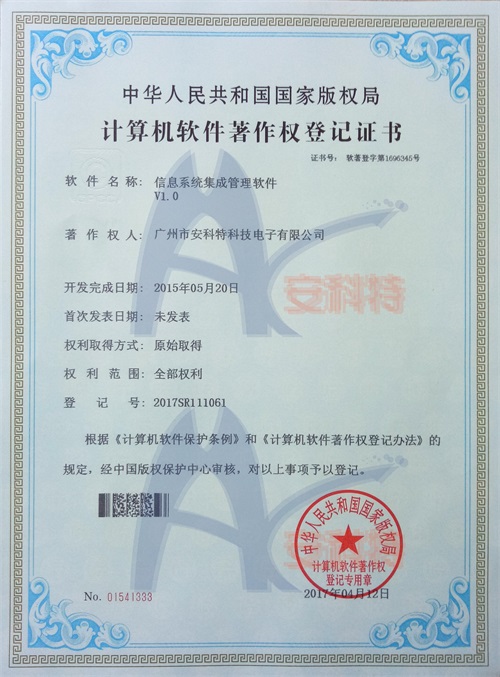 中华人民共和国国家版权局
计算机软件著作权登记证书
证书号： 软著登字第1696345号
软件名称： 信息系统集成管理软件
V1.0
著作权人： 广州市安科特科技电子有限公司
安科特
开发完成日期： 2015年05月20日
首次发表日期： 未发表
权利取得方式： 原始取得
权利范围： 全部权利
登记号： 2017SR111061
根据《计算机软件保护条例》和《计算机软件著作权登记办法》的
规定，经中国版权保护中心审核，对以上事项予以登记。
安科特
中华人民共和国国家版权局
计算机软件著作权
登记专用章
No. 01541333
2017年04月12日